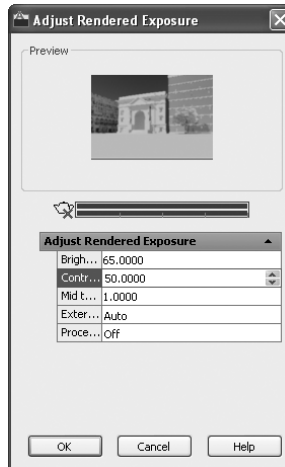 Adjust Rendered Exposure
Preview
Adjust Rendered Exposure
Brigh... 65.0000
Contr... 50.0000
Mid t... 1.0000
Exter... Auto
Proce... Off
OK Cancel Help